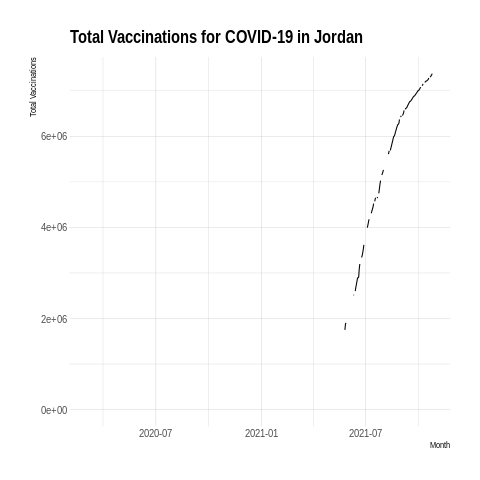 Total Vaccinations for COVID-19 in Jordan
Total Vaccinations
6e+06
4e+06
2e+06
0e+00
2020-07 2021-01 2021-07
Month